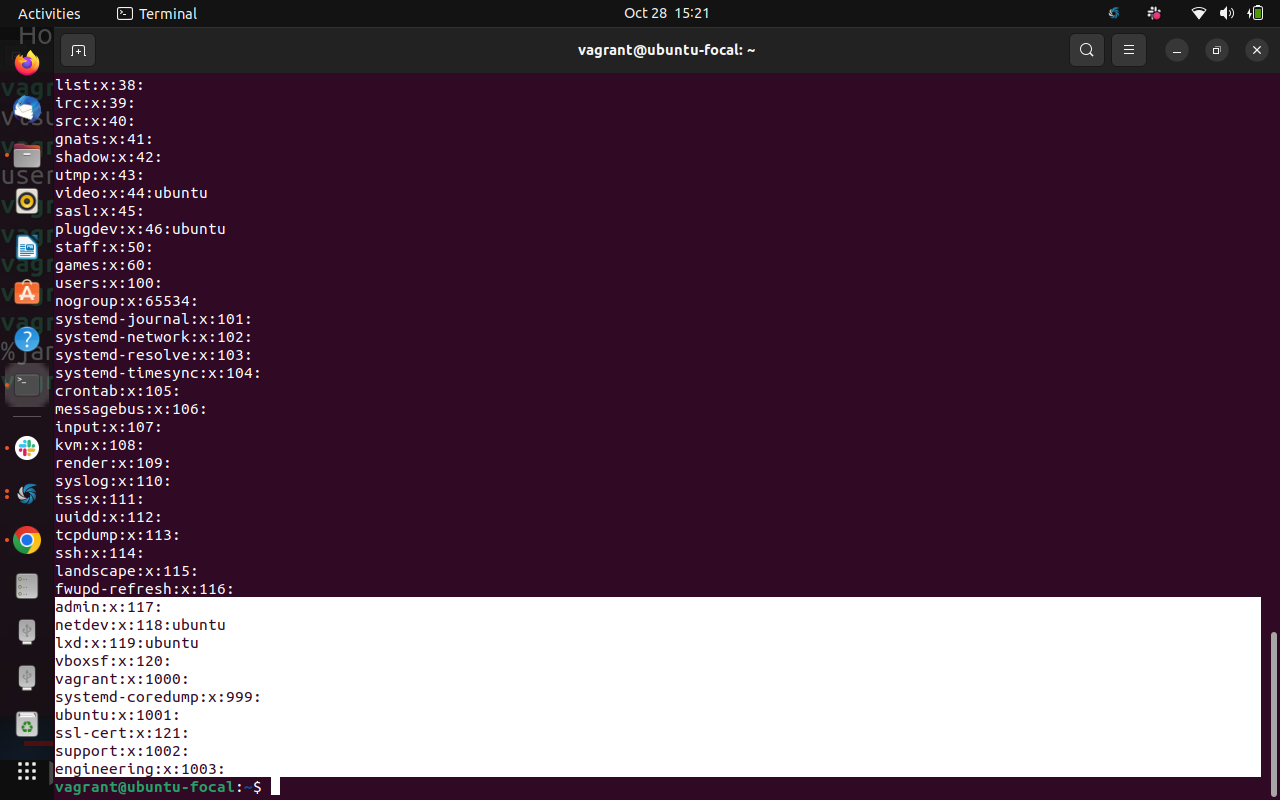 Activities
Terminal
Oct 28 15:21
Ho
vagrant@ubuntu-focal: ~
list:x:38:
irc:x:39:
src:x:40:
gnats:x:41:
shadow:x:42:
utmp:x:43:
user
video:x:44:ubuntu
sasl:x:45:
plugdev:x:46:ubuntu
staff:x:50:
games:x:60:
users:x:100:
nogroup:x:65534:
systemd-journal:x:101:
systemd-network:x:102:
systemd-resolve:x:103:
systemd-timesync:x:104:
crontab:x:105:
messagebus:x:106:
input:x:107:
kvm:x:108:
render:x:109:
syslog:x:110:
tss:x:111:
uuidd:x:112:
tcpdump:x:113:
ssh:x:114:
landscape:x:115:
fwupd-refresh:x:116:
admin:x:117:
netdev:x:118:ubuntu
lxd:x:119:ubuntu
vboxsf:x:120:
vagrant:x:1000:
systemd-coredump:x:999:
ubuntu:x:1001:
ssl-cert:x:121:
support:x:1002:
engineering:x:1003:
vagrant@ubuntu-focal:~$